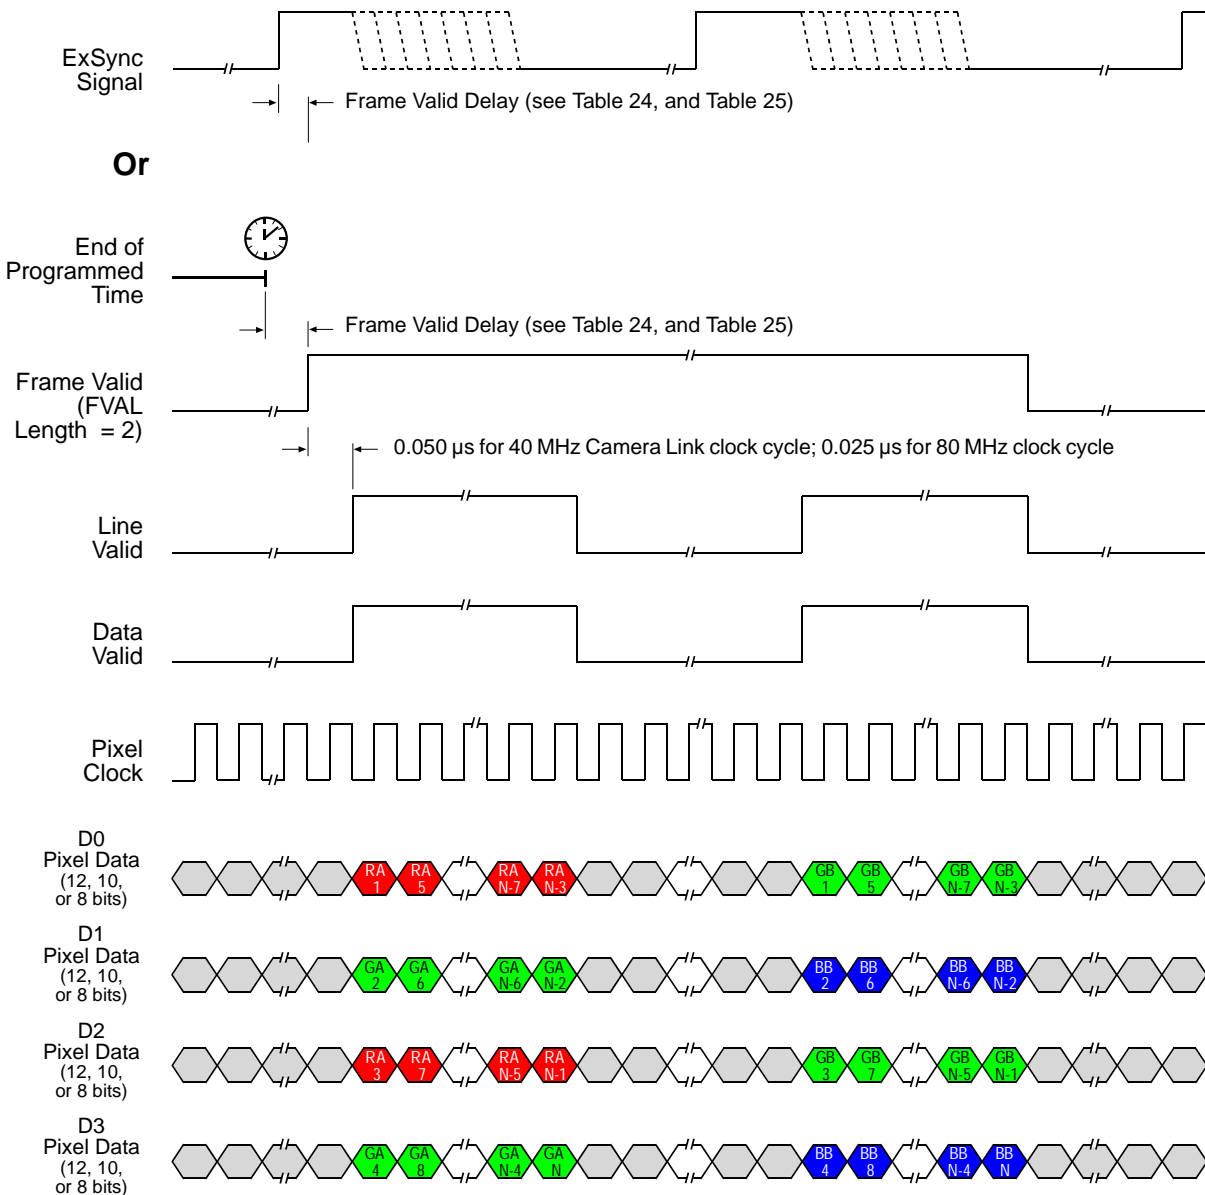 ExSync
Signal
Frame Valid Delay (see Table 24, and Table 25)
Or
End of
Programmed
Time
Frame Valid Delay (see Table 24, and Table 25)
Frame Valid
(FVAL
Length = 2)
0.050 µs for 40 MHz Camera Link clock cycle; 0.025 µs for 80 MHz clock cycle
Line
Valid
Data
Valid
Pixel
Clock
D0
Pixel Data
(12, 10,
or 8 bits)
RA RA RA RA GB GB GB GB
1 5 N-7 N-3 1 5 N-7 N-3
D1
Pixel Data
(12, 10,
or 8 bits)
GA GA GA GA BB BB BB BB
2 6 N-6 N-2 2 6 N-6 N-2
D2
Pixel Data
(12, 10,
or 8 bits)
RA RA RA RA GB GB GB GB
3 7 N-5 N-1 3 7 N-5 N-1
D3
Pixel Data
(12, 10,
or 8 bits)
GA GA GA GA BB BB BB BB
4 8 N-4 N 4 8 N-4 N